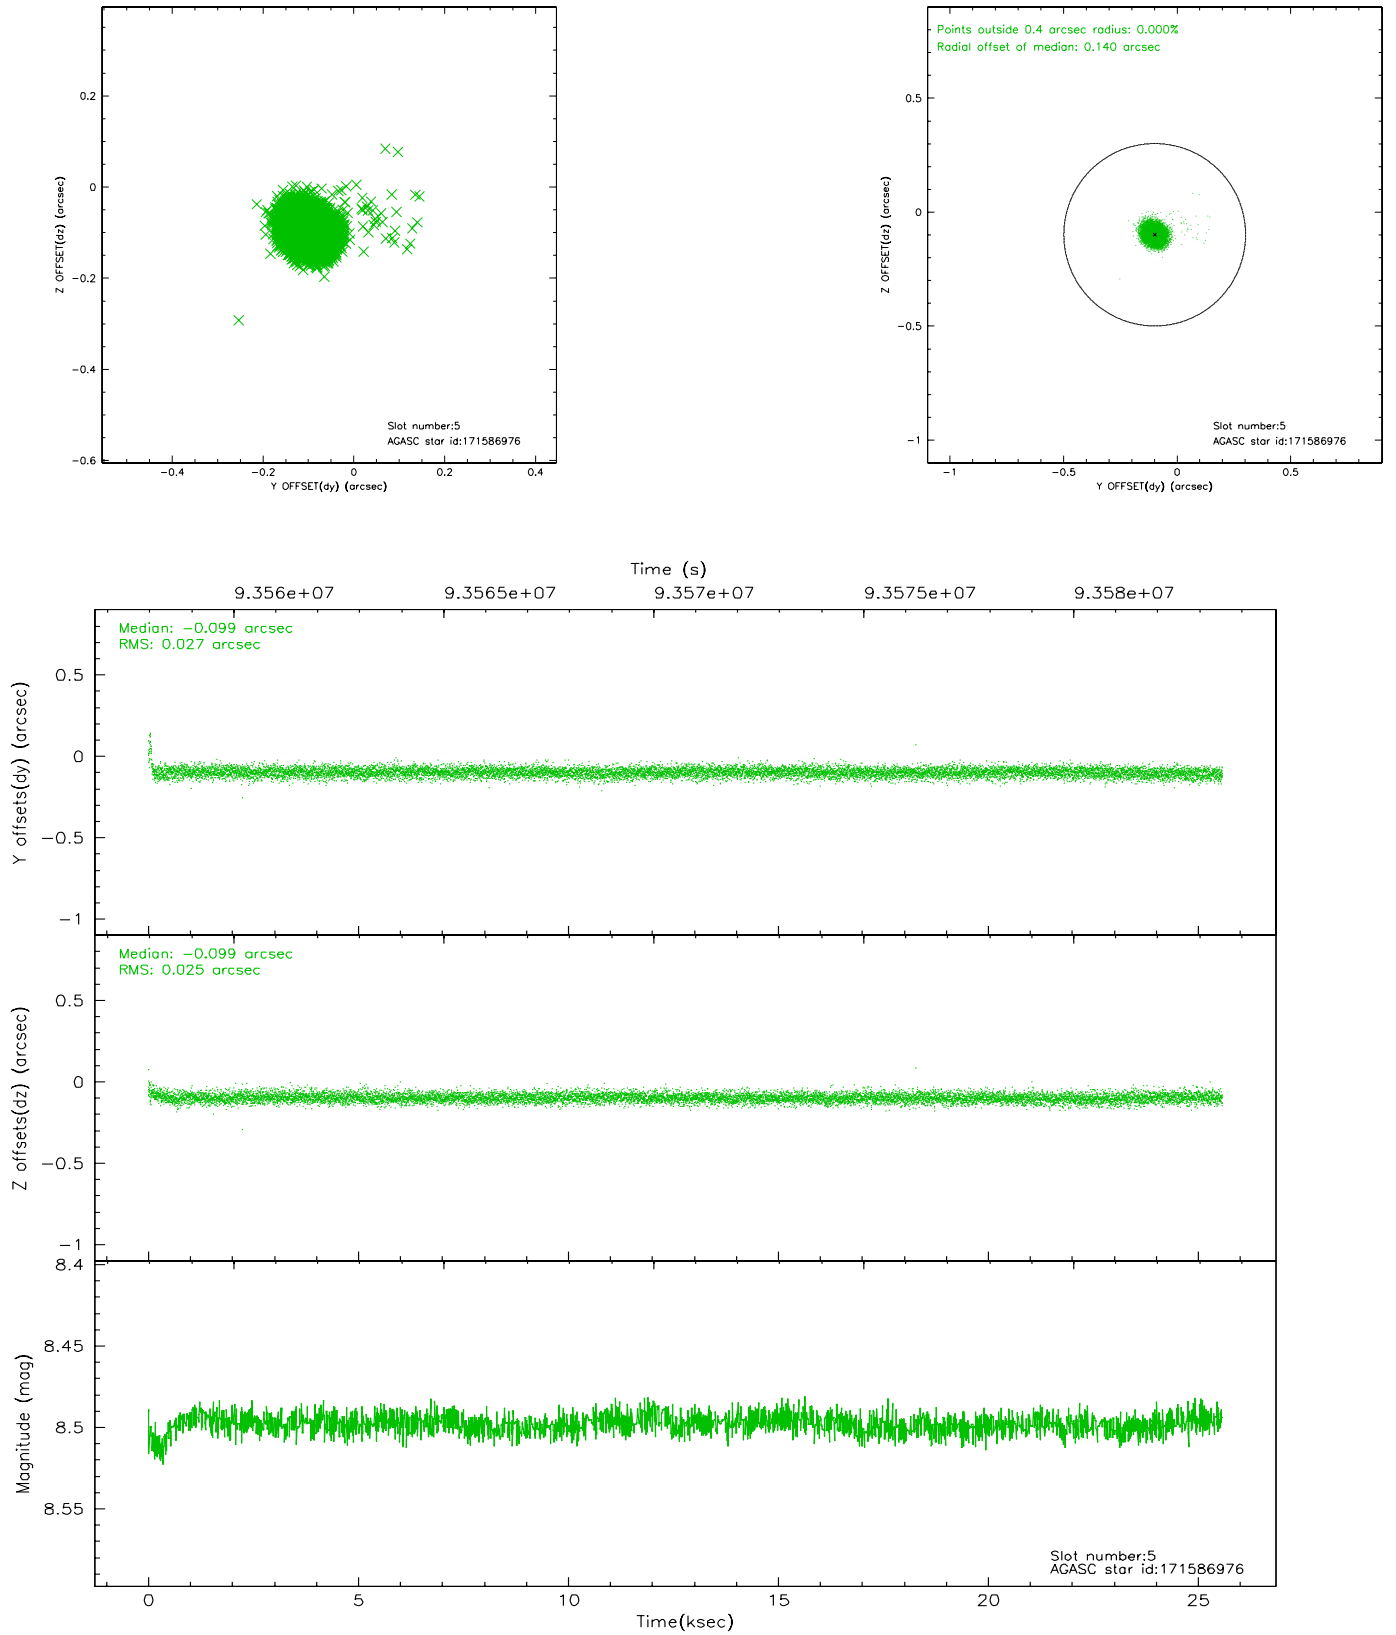 0.2
0
−0.2
−0.4
−0.6
Z OFFSET(dz) (arcsec)
−0.4
−0.2
0
0.2
0.4
Y OFFSET(dy) (arcsec)
Slot number:5
AGASC star id:171586976
Points outside 0.4 arcsec radius: 0.000%
Radial offset of median: 0.140 arcsec
0.5
0
−0.5
−1
Z OFFSET(dz) (arcsec)
−1
−0.5
0
0.5
Y OFFSET(dy) (arcsec)
Slot number:5
AGASC star id:171586976
Time (s)
9.356e+07
9.3565e+07
9.357e+07
9.3575e+07
9.358e+07
Median: −0.099 arcsec
RMS: 0.027 arcsec
0.5
0
−0.5
−1
Y offsets(dy) (arcsec)
Median: −0.099 arcsec
RMS: 0.025 arcsec
0.5
0
−0.5
−1
Z offsets(dz) (arcsec)
8.4
8.45
8.5
8.55
Magnitude (mag)
Slot number:5
AGASC star id:171586976
0
5
10
15
20
25
Time(ksec)